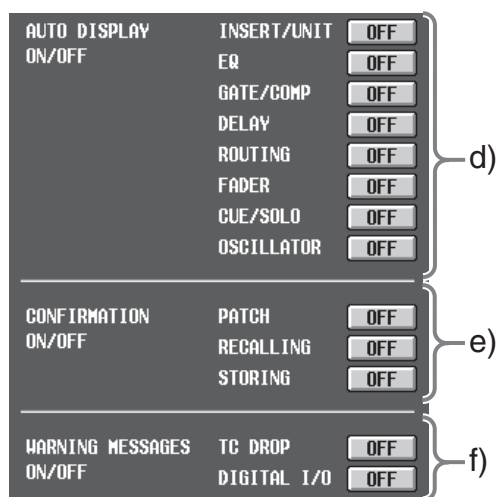 AUTO DISPLAY INSERT/UNIT OFF
ON/OFF EQ OFF
GATE/COMP OFF
DELAY OFF
ROUTING OFF
FADER OFF
CUE/SOLO OFF
OSCILLATOR OFF
d)
CONFIRMATION PATCH OFF
ON/OFF RECALLING OFF
STORING OFF
e)
WARNING MESSAGES TC DROP OFF
ON/OFF DIGITAL I/O OFF
f)